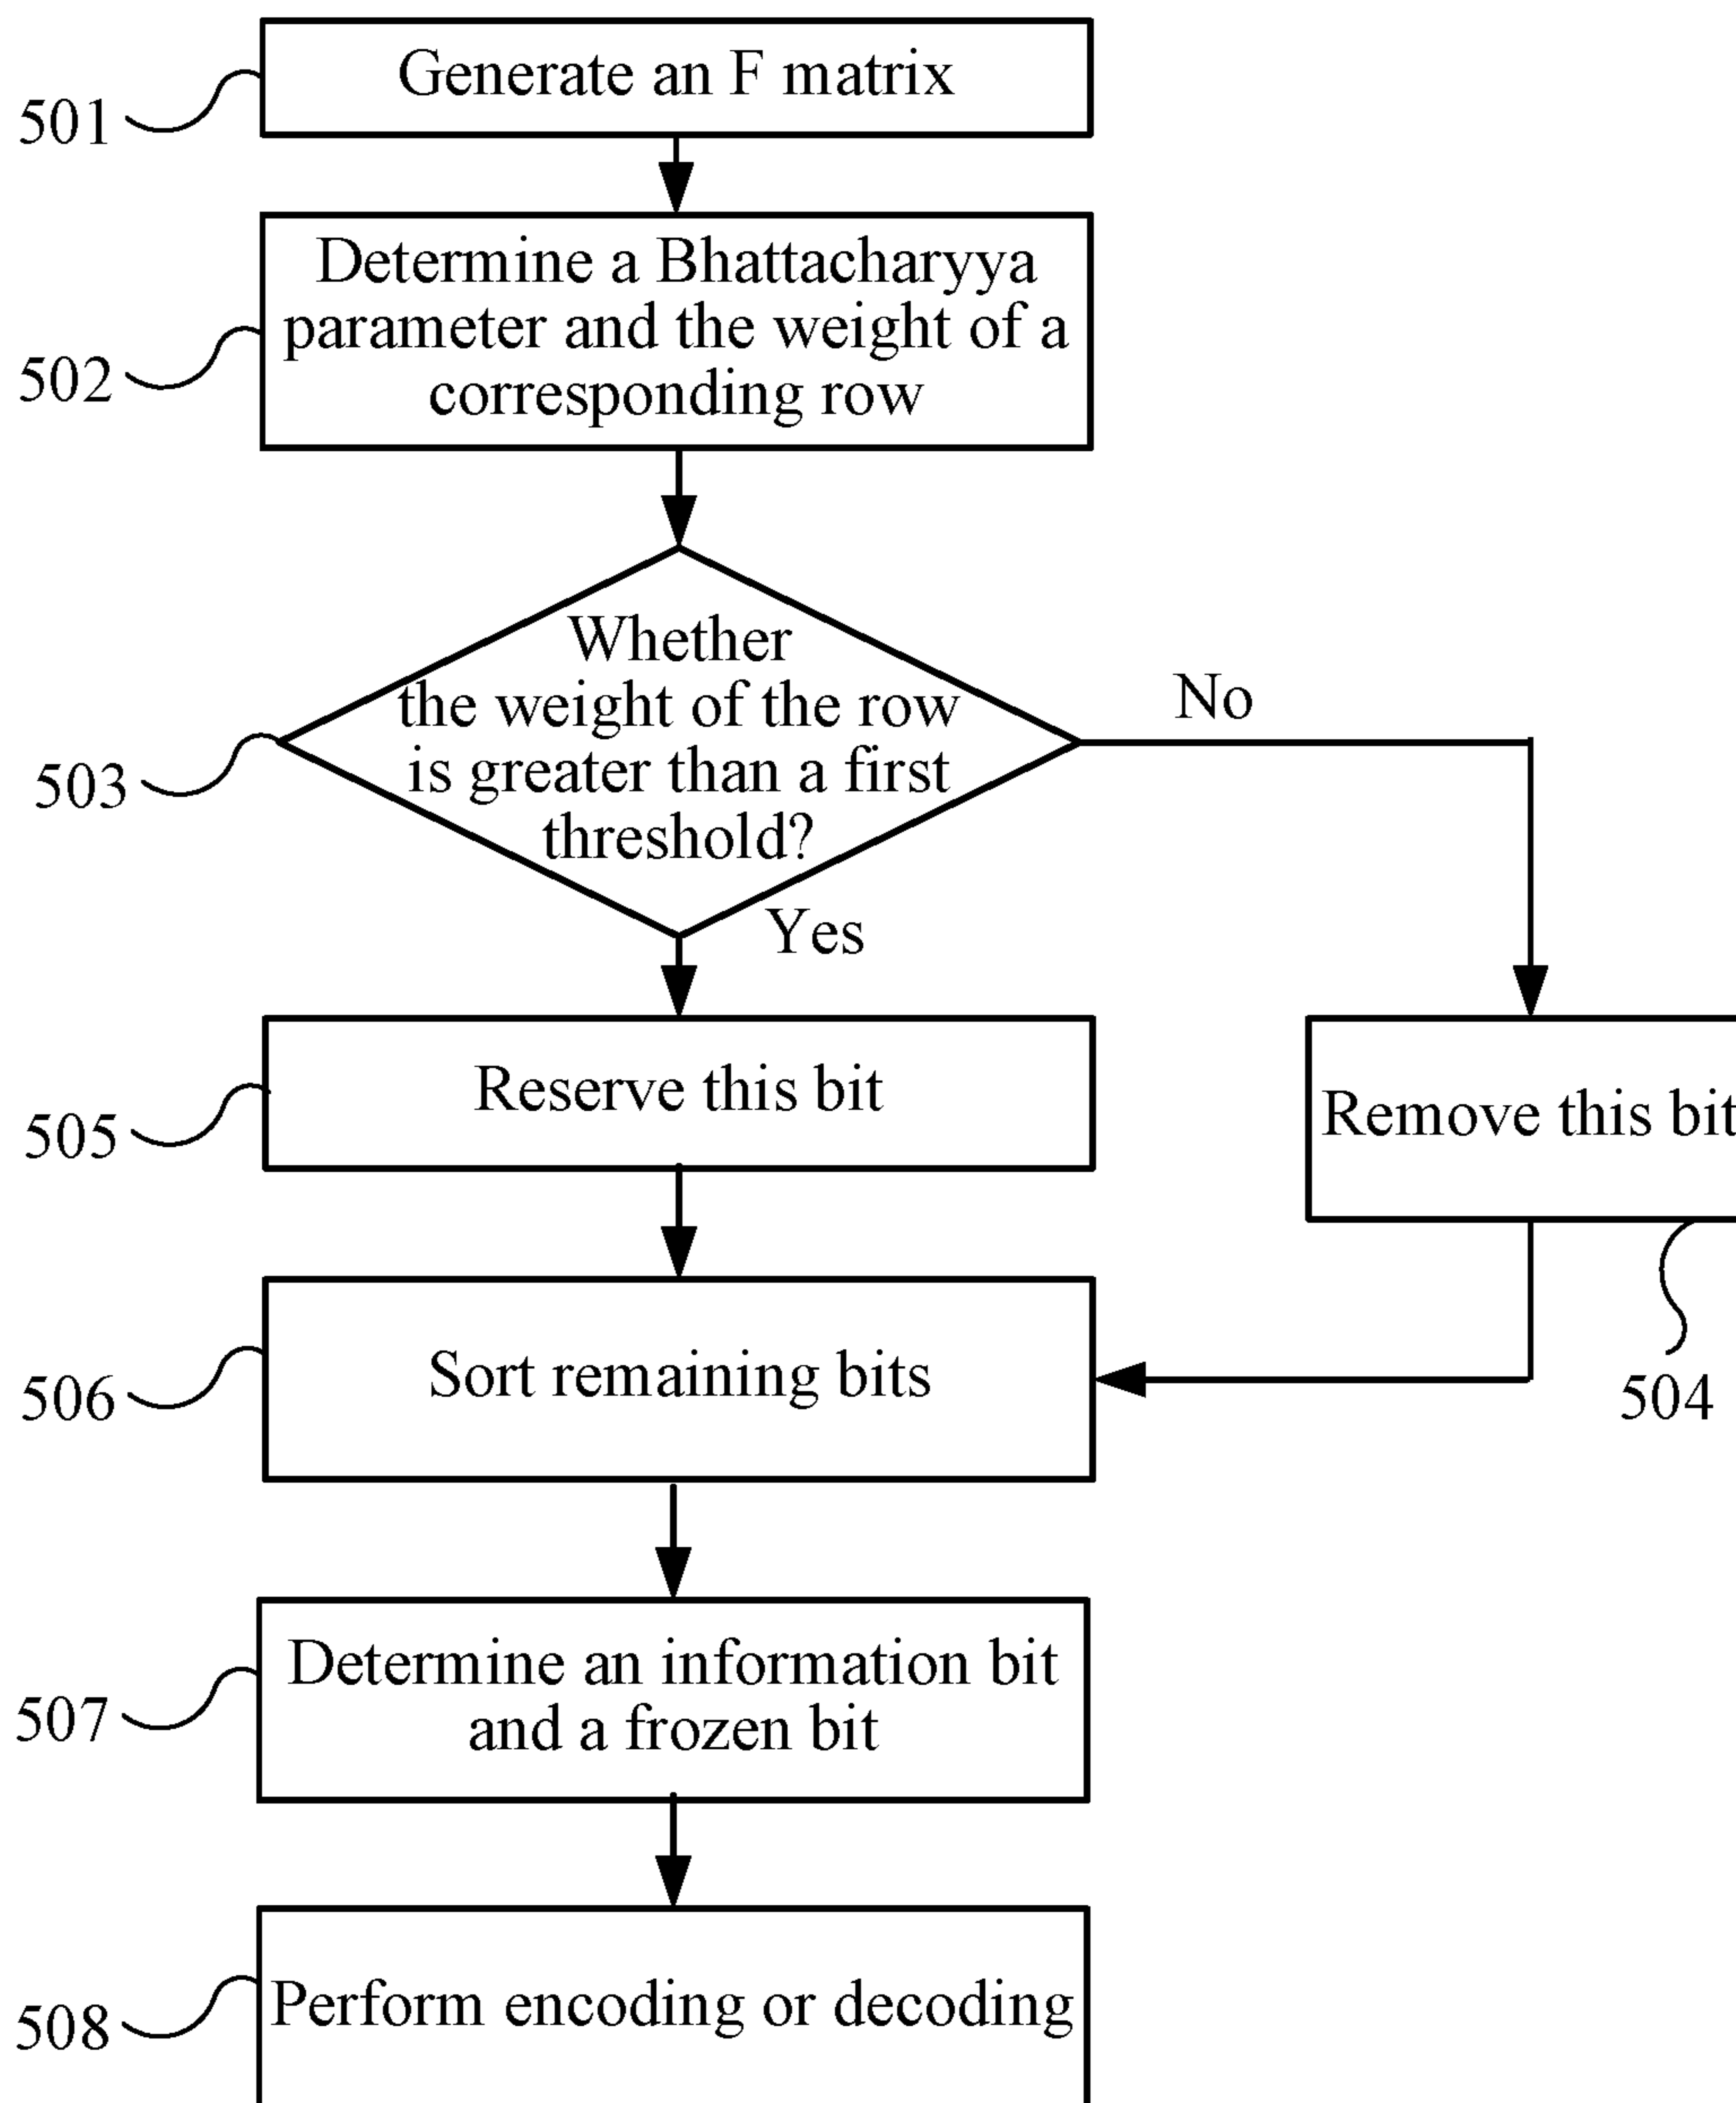 501
Generate an F matrix
502
Determine a Bhattacharyya
parameter and the weight of a
corresponding row
503
Whether
the weight of the row
is greater than a first
threshold?
No
Yes
505
Reserve this bit
Remove this bit
504
506
Sort remaining bits
507
Determine an information bit
and a frozen bit
508
Perform encoding or decoding